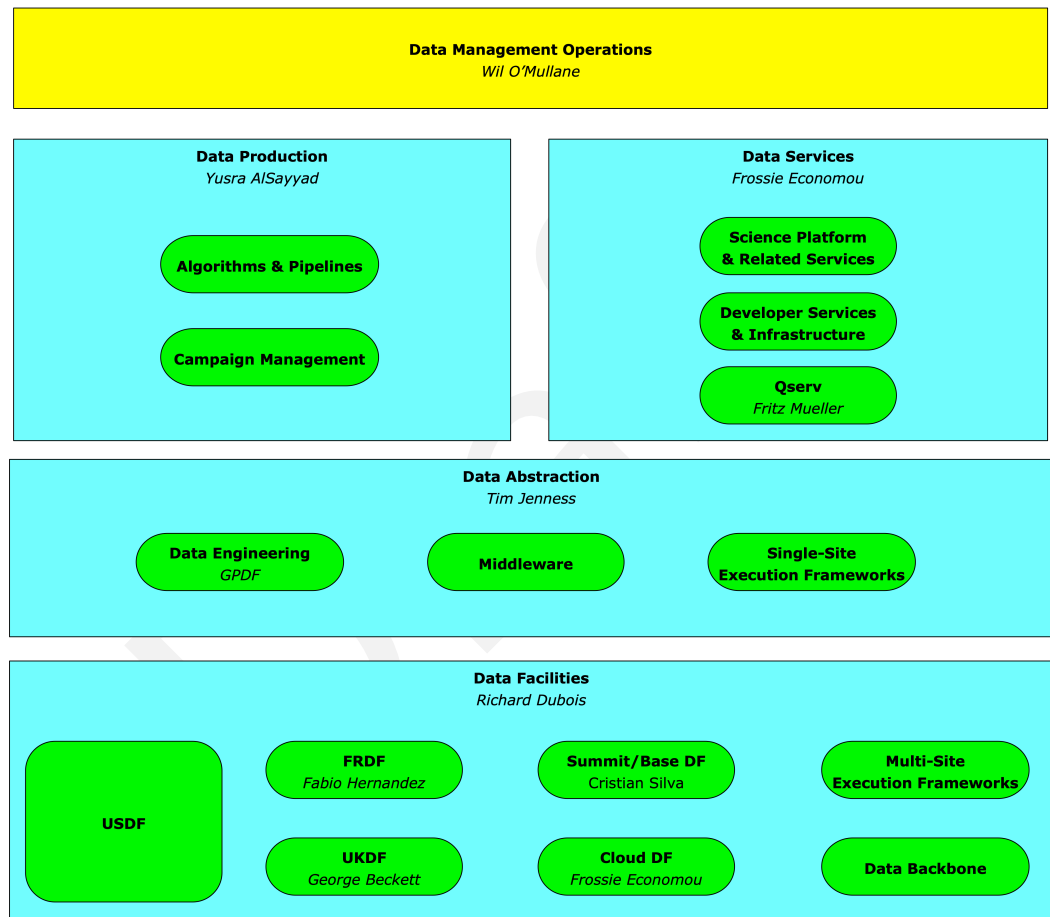 Data Management Operations
Wil O'Mullane
Data Production
Yusra AlSayyad
Algorithms & Pipelines
Campaign Management
Data Services
Frossie Economou
Science Platform
& Related Services
Developer Services
& Infrastructure
Qserv
Fritz Mueller
Data Abstraction
Tim Jenness
Data Engineering
GPDF
Middleware
Single-Site
Execution Frameworks
Data Facilities
Richard Dubois
USDF
FRDF
Fabio Hernandez
UKDF
George Beckett
Summit/Base DF
Cristian Silva
Cloud DF
Frossie Economou
Multi-Site
Execution Frameworks
Data Backbone